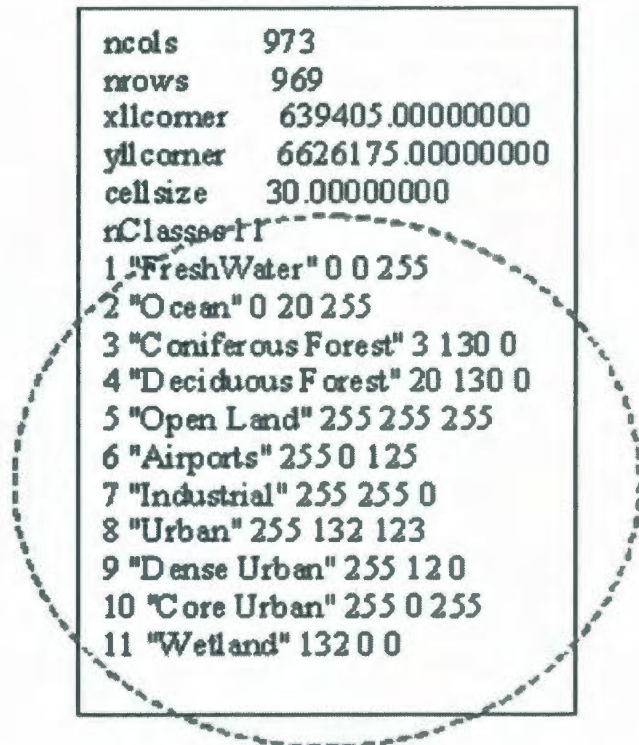 ncols 973
nrows 969
xllcorner 639405.00000000
yllcorner 6626175.00000000
cellsize 30.00000000
nClasses 11
1 "FreshWater" 0 0 255
2 "Ocean" 0 20 255
3 "Coniferous Forest" 3 130 0
4 "Deciduous Forest" 20 130 0
5 "Open Land" 255 255 255
6 "Airports" 255 0 125
7 "Industrial" 255 255 0
8 "Urban" 255 132 123
9 "Dense Urban" 255 12 0
10 "Core Urban" 255 0 255
11 "Wetland" 132 0 0